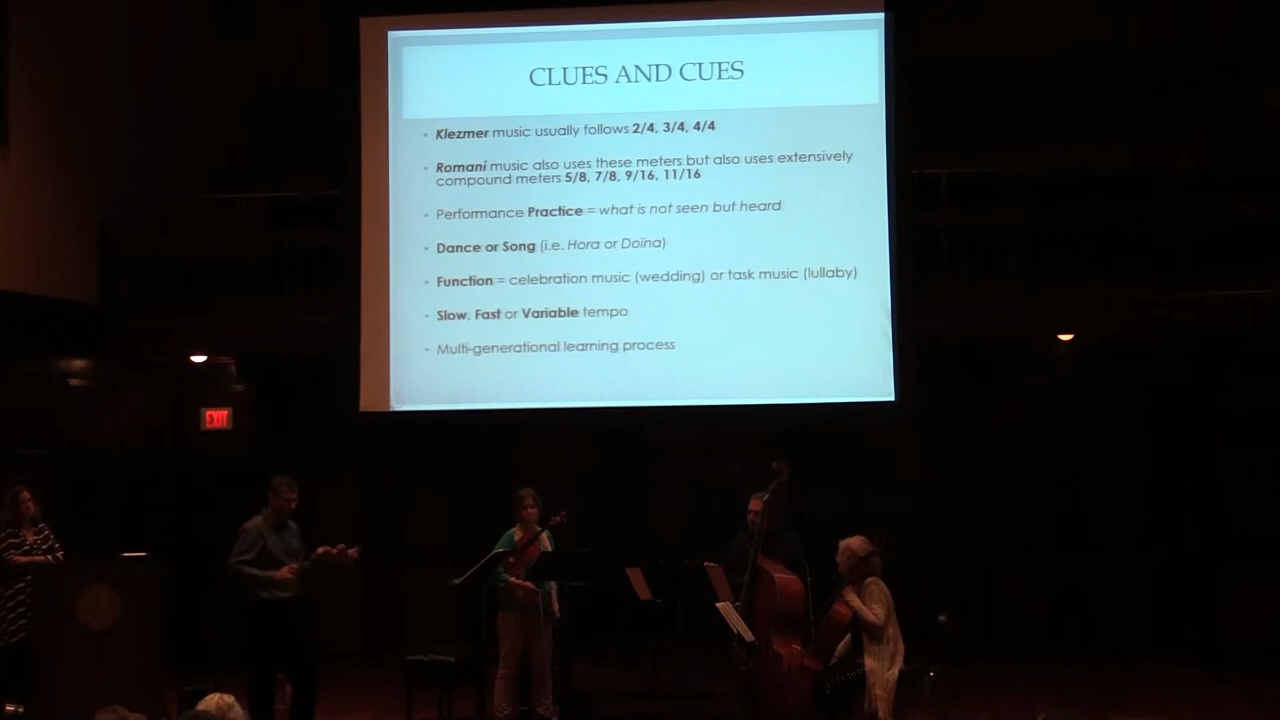 CLUES AND CUES
• Klezmer music usually follows 2/4, 3/4, 4/4
• Romani music also uses these meters but also uses extensively
compound meters 5/8, 7/8, 9/16, 11/16
• Performance Practice = what is not seen but heard
• Dance or Song (i.e. Hora or Doïna)
• Function = celebration music (wedding) or task music (lullaby)
• Slow, Fast or Variable tempo
• Multi-generational learning process
EXIT